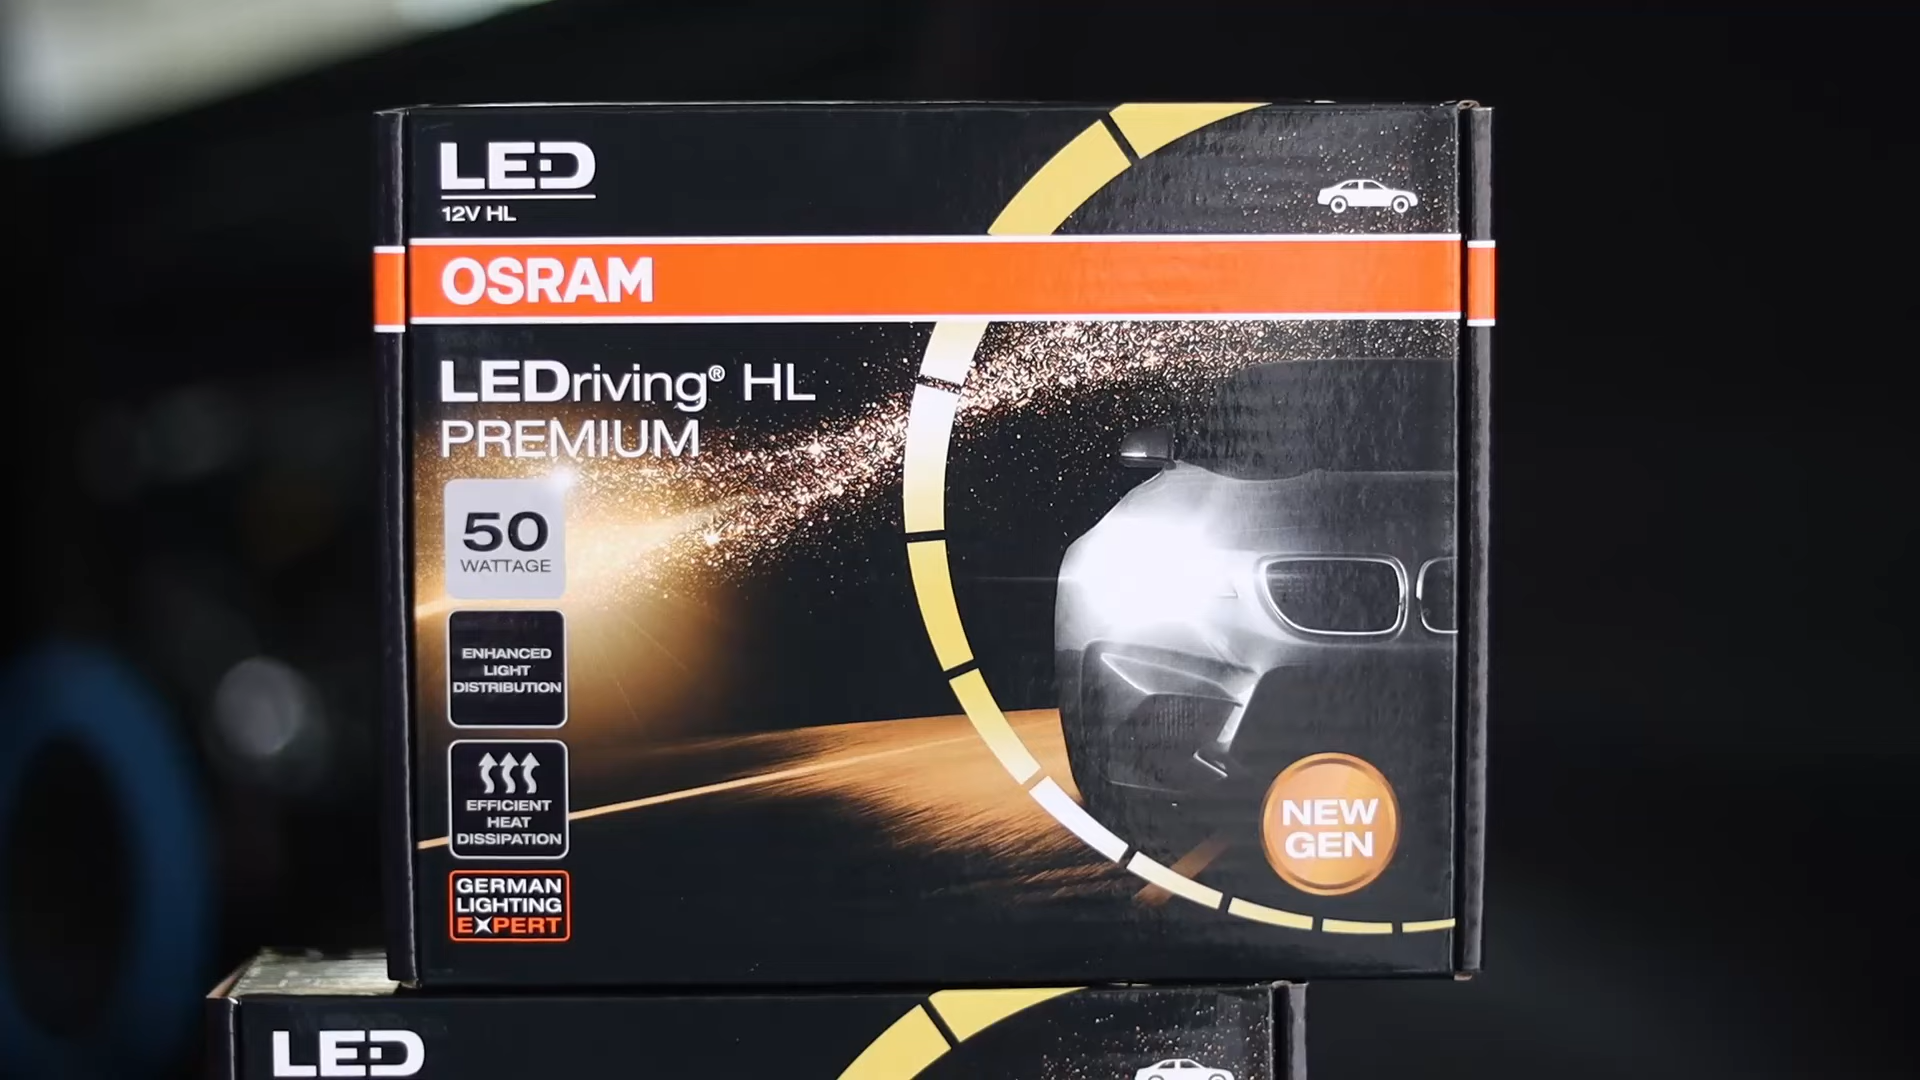 LED
12V HL
OSRAM
LEDriving® HL
PREMIUM
50
WATTAGE
ENHANCED
LIGHT
DISTRIBUTION
EFFICIENT
HEAT
DISSIPATION
GERMAN
LIGHTING
EXPERT
NEW
GEN
LED